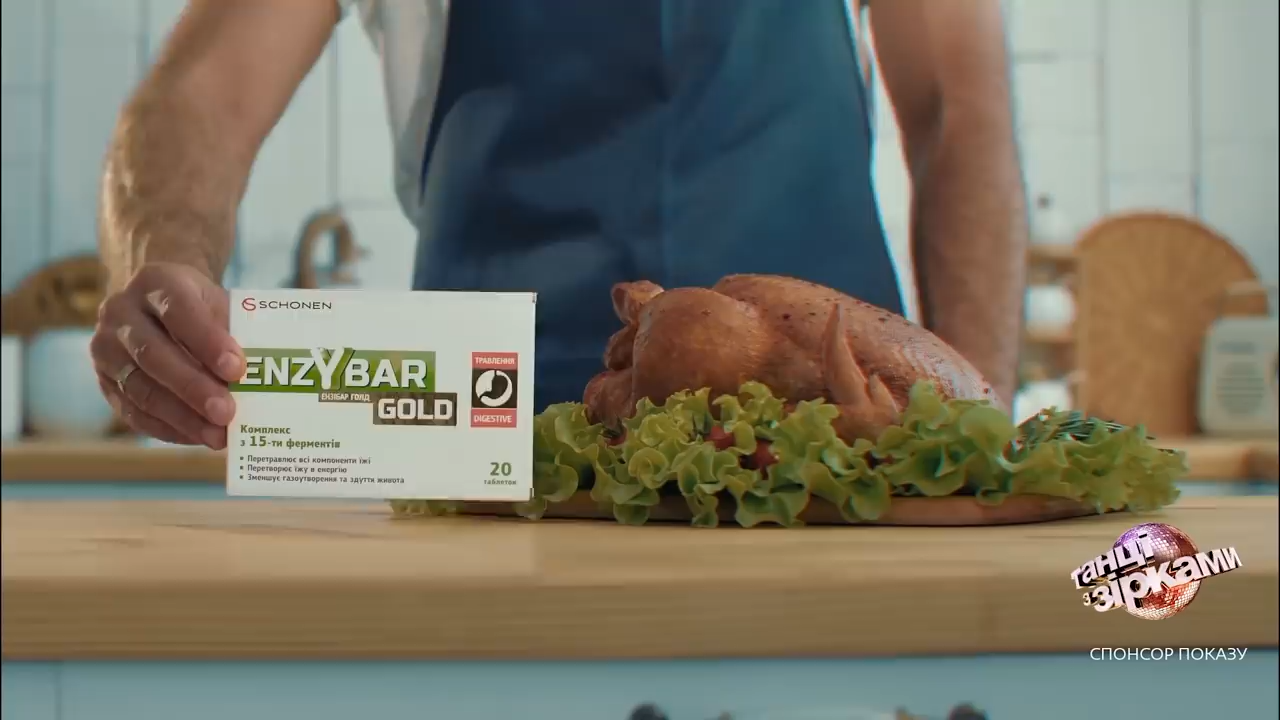 SCHONEN
ENZYBAR
ЕНЗІБАР ГОЛД
GOLD
ТРАВЛЕННЯ
DIGESTIVE
Комплекс
з 15-ти ферментів
• Перетравлює всі компоненти їжі
• Перетворює їжу в енергію
• Зменшує газоутворення та здуття живота
20
таблеток
танці
з зірками
СПОНСОР ПОКАЗУ